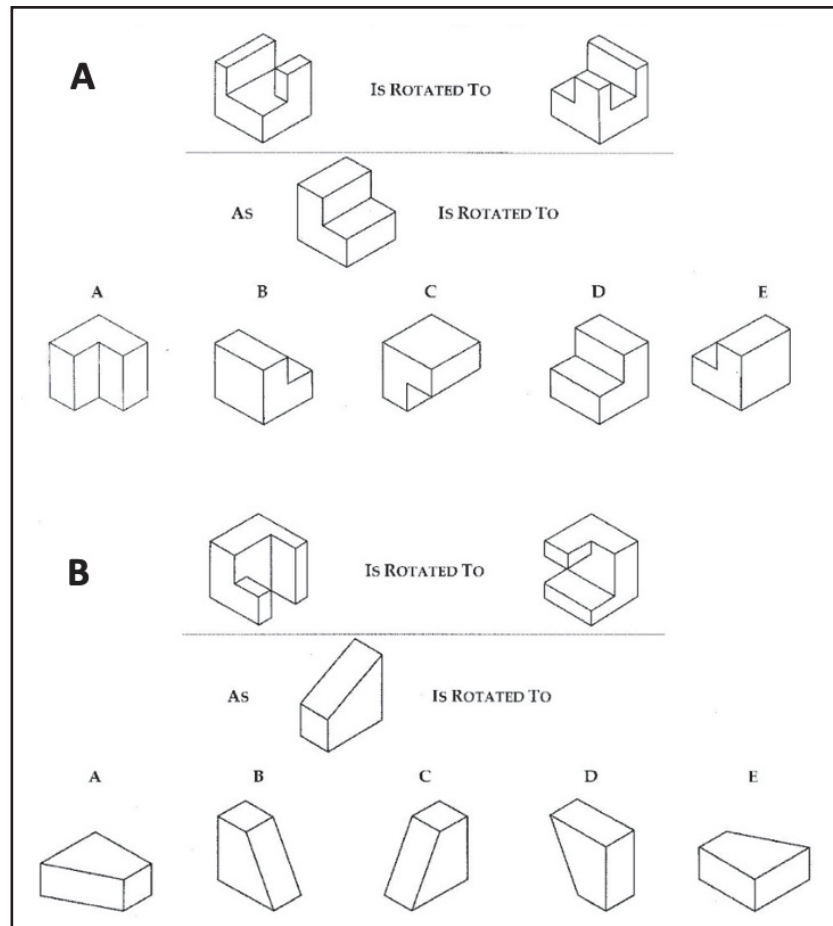 A
IS ROTATED TO
AS
IS ROTATED TO
A B C D E
B
IS ROTATED TO
AS
IS ROTATED TO
A B C D E